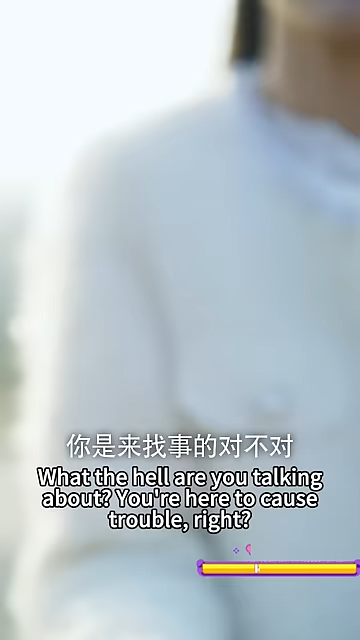 你是来找事的对不对
What the hell are you talking
about? You're here to cause
trouble, right?